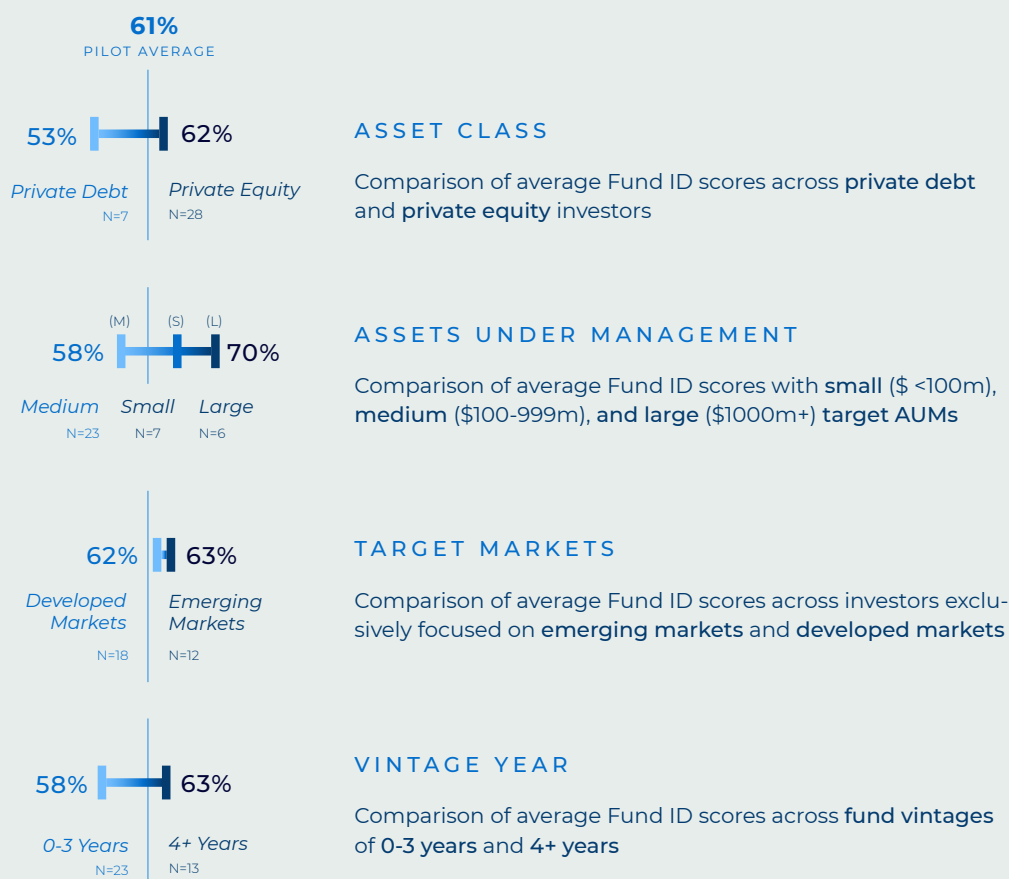 61%
PILOT AVERAGE
53%
62%
Private Debt
Private Equity
N=7
N=28
ASSET CLASS
Comparison of average Fund ID scores across private debt
and private equity investors
(M)
(S)
(L)
58%
70%
Medium
Small
Large
N=23
N=7
N=6
ASSETS UNDER MANAGEMENT
Comparison of average Fund ID scores with small ($ <100m),
medium ($100-999m), and large ($1000m+) target AUMs
62%
63%
Developed
Markets
Emerging
Markets
N=18
N=12
TARGET MARKETS
Comparison of average Fund ID scores across investors exclu-
sively focused on emerging markets and developed markets
58%
63%
0-3 Years
4+ Years
N=23
N=13
VINTAGE YEAR
Comparison of average Fund ID scores across fund vintages
of 0-3 years and 4+ years